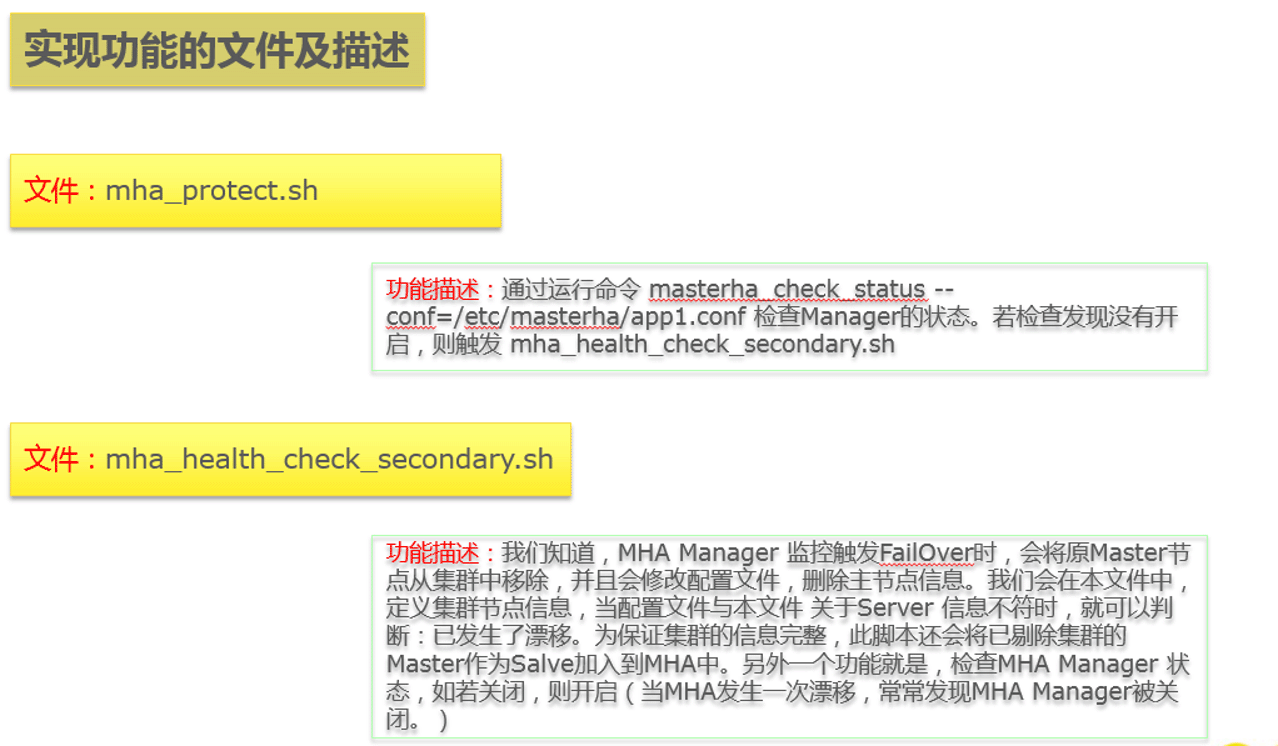 实现功能的文件及描述
文件：mha_protect.sh
功能描述：通过运行命令 masterha_check_status --
conf=/etc/masterha/app1.conf 检查Manager的状态。若检查发现没有开
启，则触发 mha_health_check_secondary.sh
文件：mha_health_check_secondary.sh
功能描述：我们知道，MHA Manager 监控触发FailOver时，会将原Master节
点从集群中移除，并且会修改配置文件，删除主节点信息。我们会在本文件中，
定义集群节点信息，当配置文件与本文件 关于Server 信息不符时，就可以判
断：已发生了漂移。为保证集群的信息完整，此脚本还会将已剔除集群的
Master作为Salve加入到MHA中。另外一个功能就是，检查MHA Manager 状
态，如若关闭，则开启（当MHA发生一次漂移，常常发现MHA Manager被关
闭。）